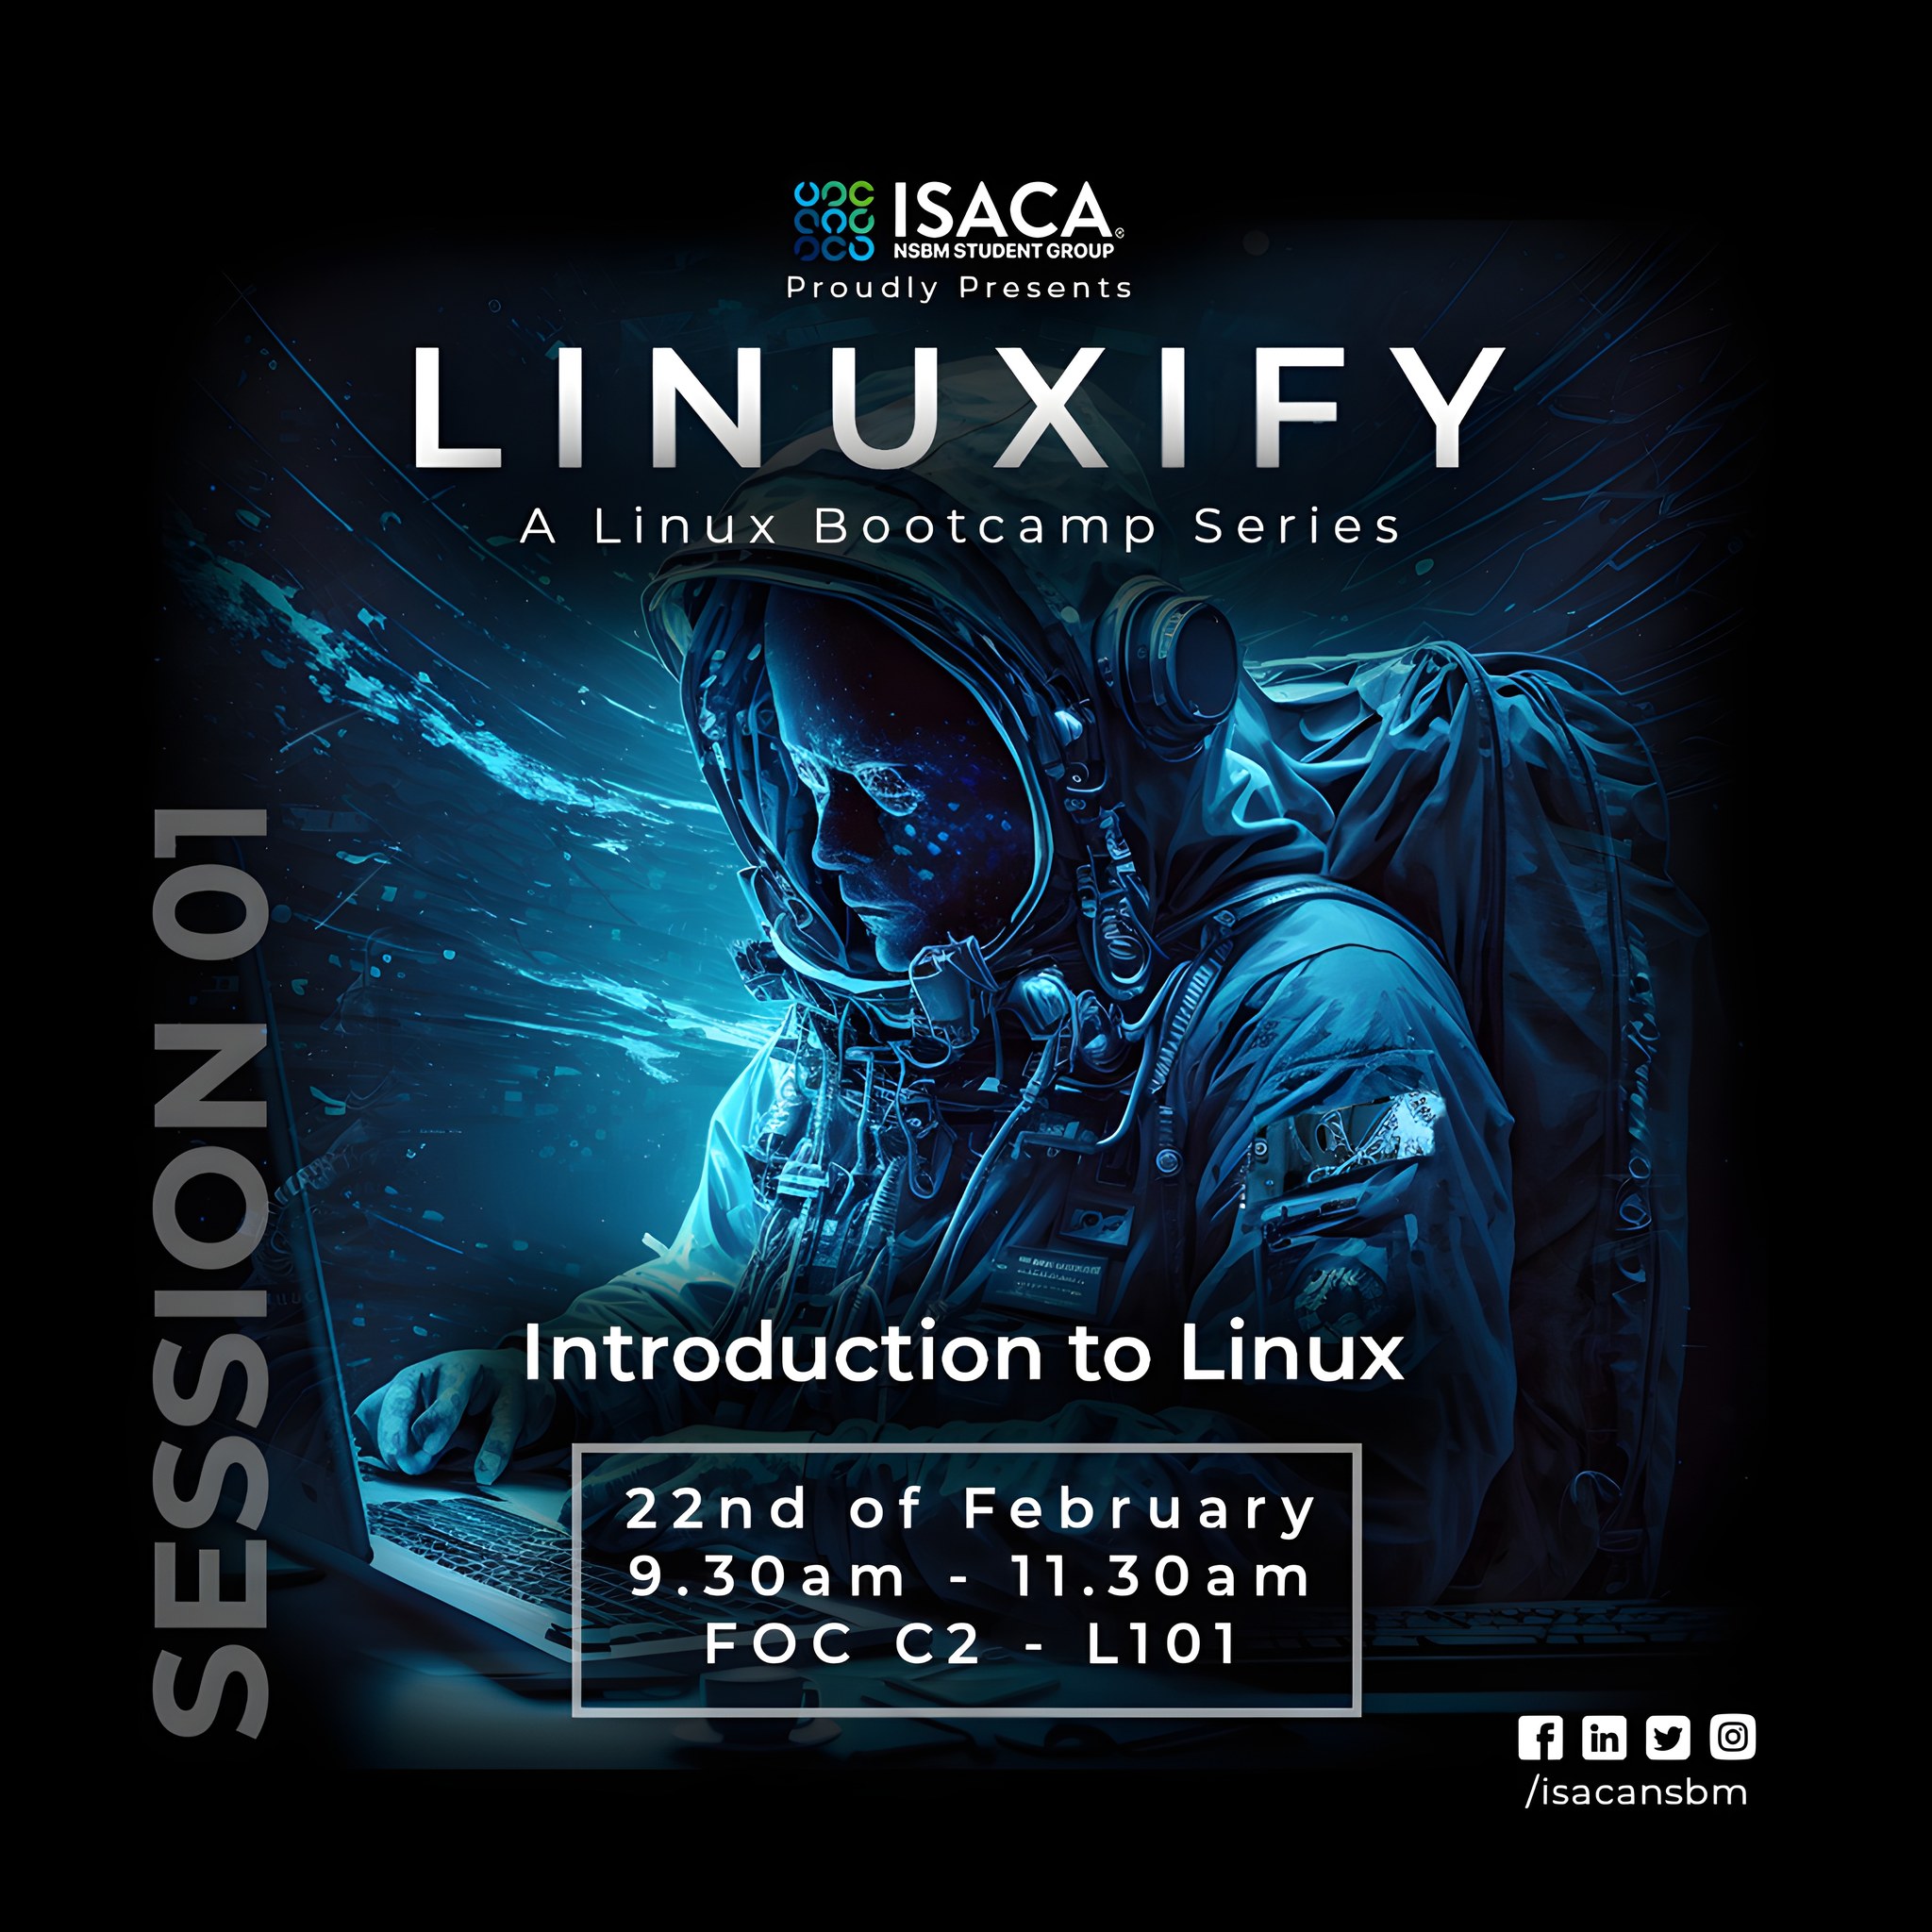 ISACA®
NSBM STUDENT GROUP
Proudly Presents
LINUXIFY
A Linux Bootcamp Series
SESSION 01
Introduction to Linux
22nd of February
9.30am - 11.30am
FOC C2 - L101
/isacansbm